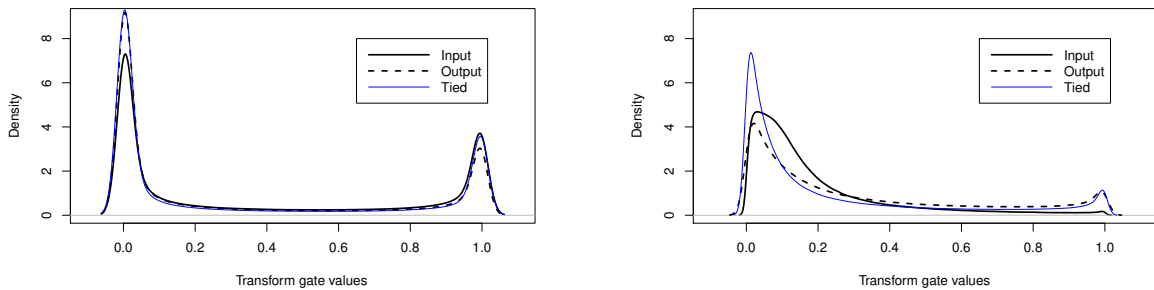 0 2 4 6 8
Density
Input
Output
Tied
0.0 0.2 0.4 0.6 0.8 1.0
Transform gate values
0 2 4 6 8
Density
Input
Output
Tied
0.0 0.2 0.4 0.6 0.8 1.0
Transform gate values